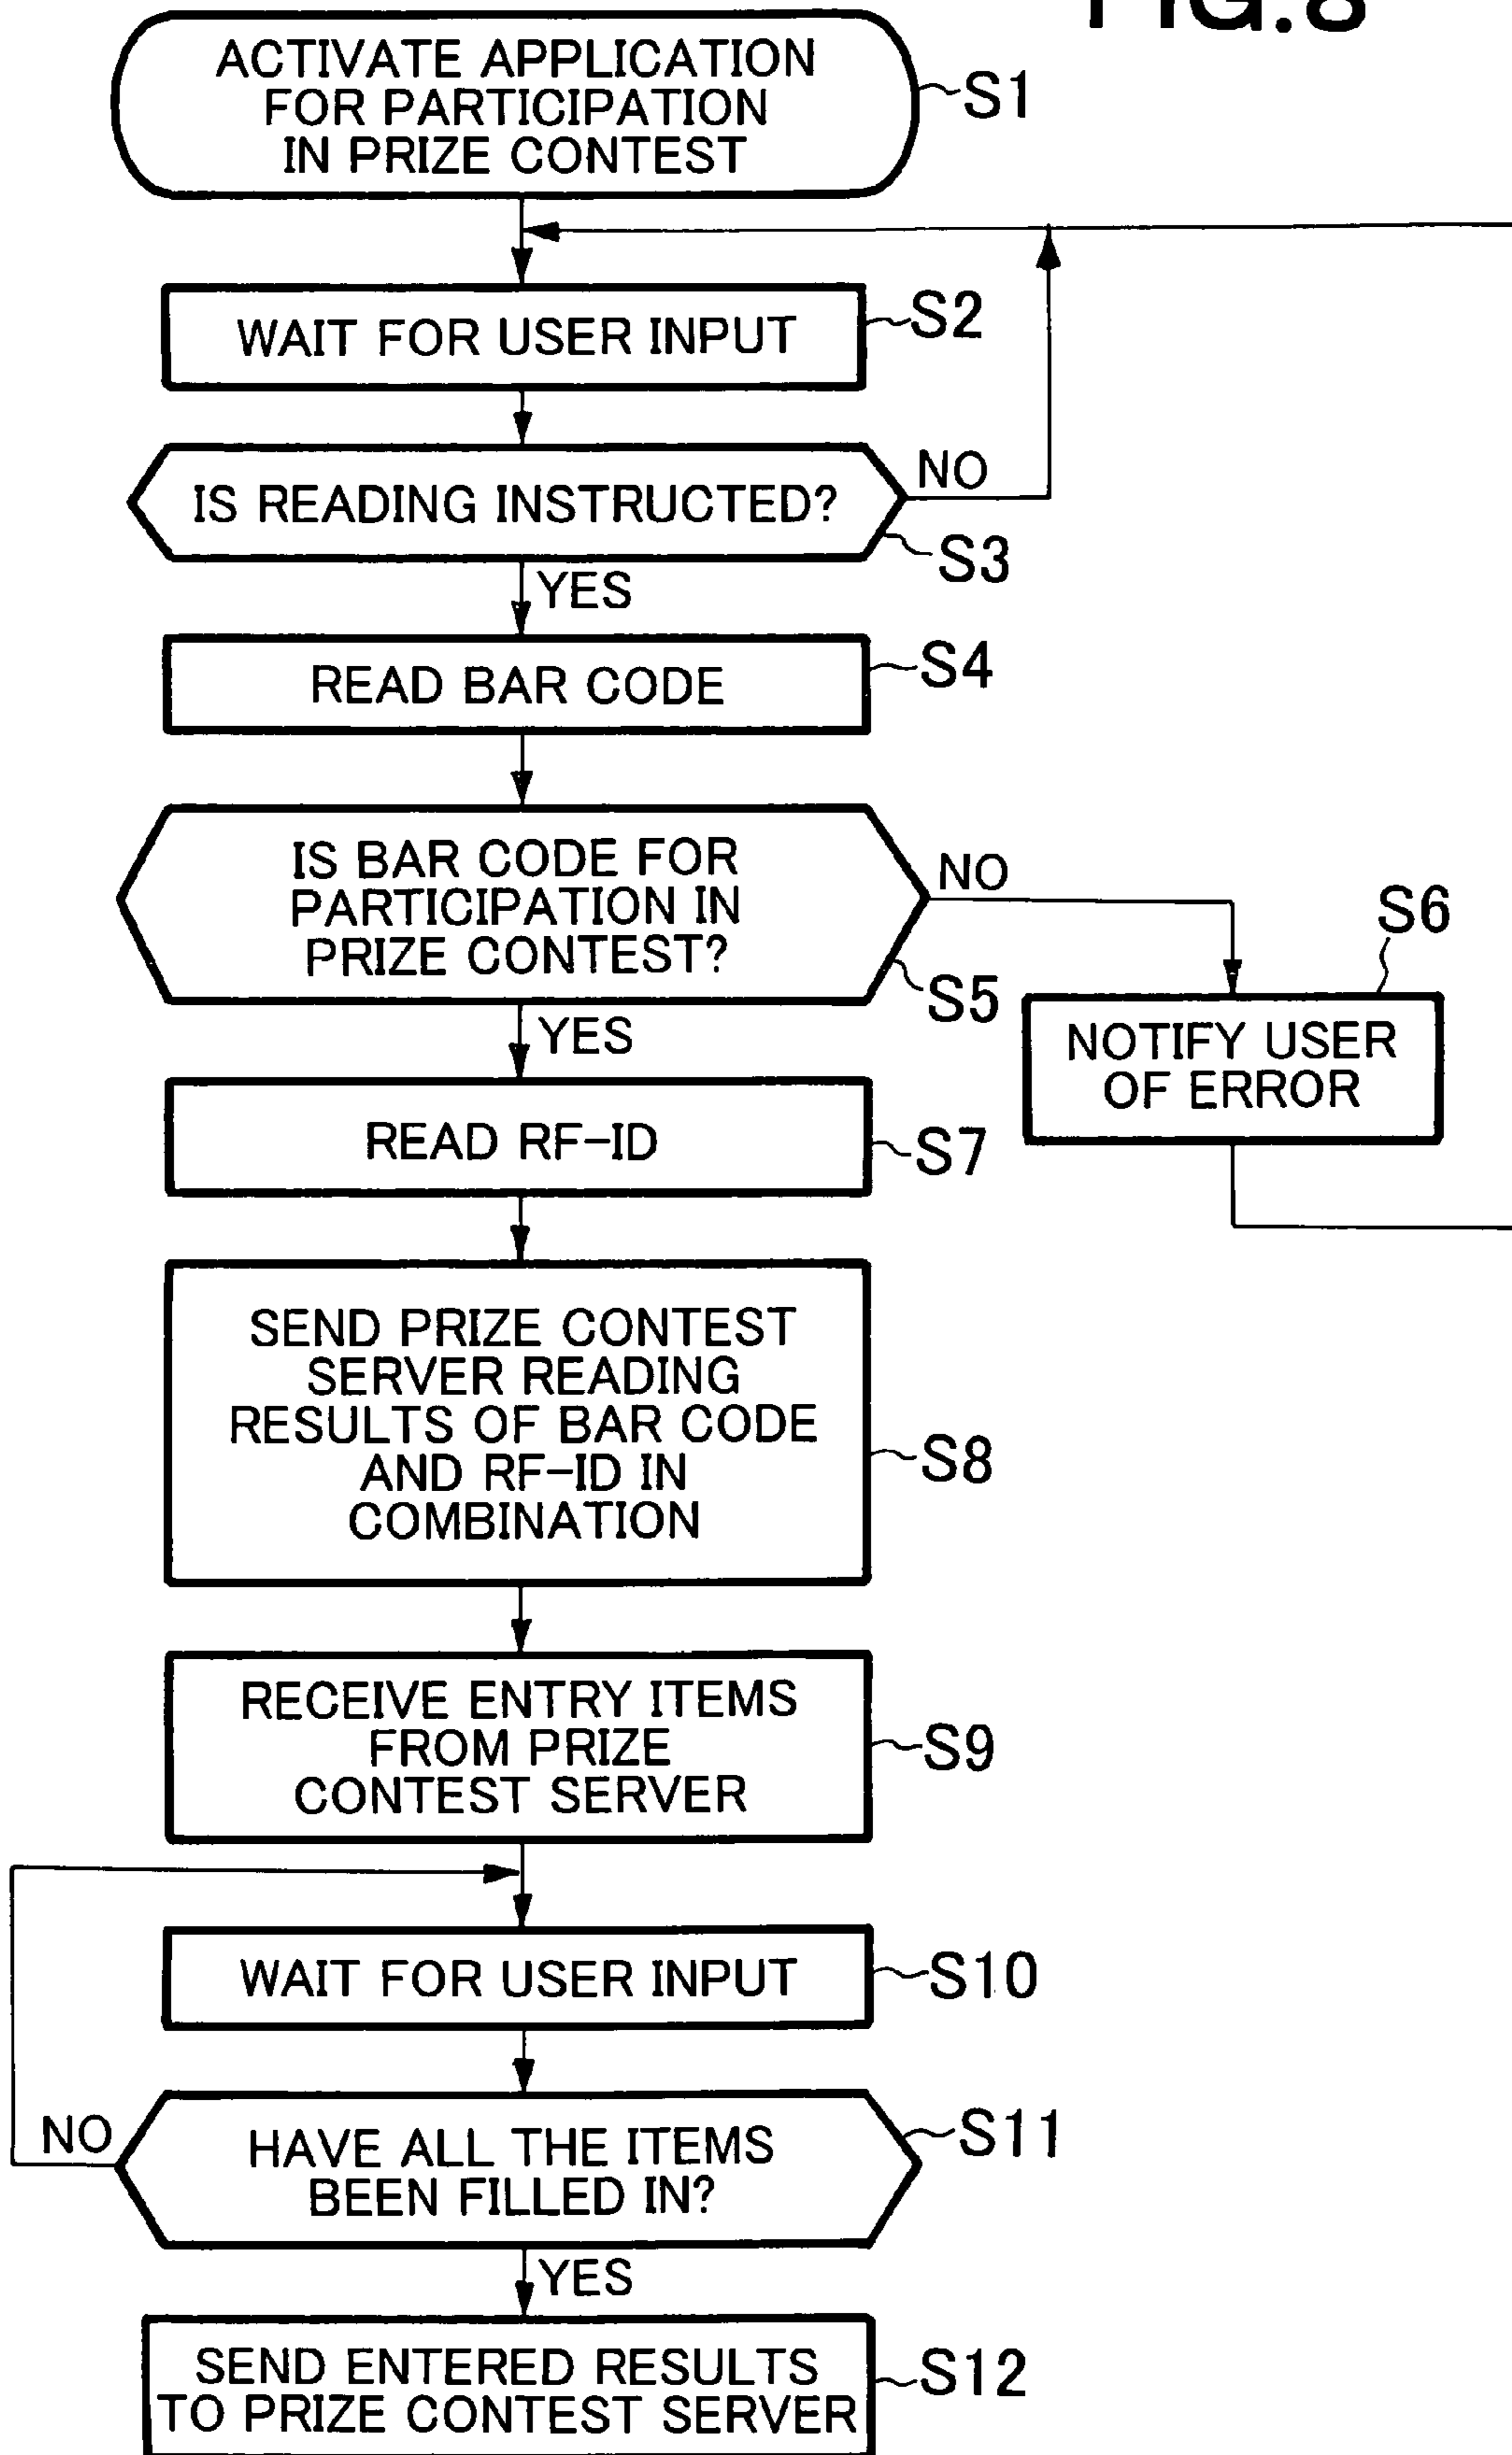 FIG.8
ACTIVATE APPLICATION
FOR PARTICIPATION
IN PRIZE CONTEST
S1
WAIT FOR USER INPUT
S2
IS READING INSTRUCTED?
NO
S3
YES
READ BAR CODE
S4
IS BAR CODE FOR
PARTICIPATION IN
PRIZE CONTEST?
NO
S5
S6
NOTIFY USER
OF ERROR
YES
READ RF-ID
S7
SEND PRIZE CONTEST
SERVER READING
RESULTS OF BAR CODE
AND RF-ID IN
COMBINATION
S8
RECEIVE ENTRY ITEMS
FROM PRIZE
CONTEST SERVER
S9
WAIT FOR USER INPUT
S10
HAVE ALL THE ITEMS
BEEN FILLED IN?
S11
NO
YES
SEND ENTERED RESULTS
TO PRIZE CONTEST SERVER
S12